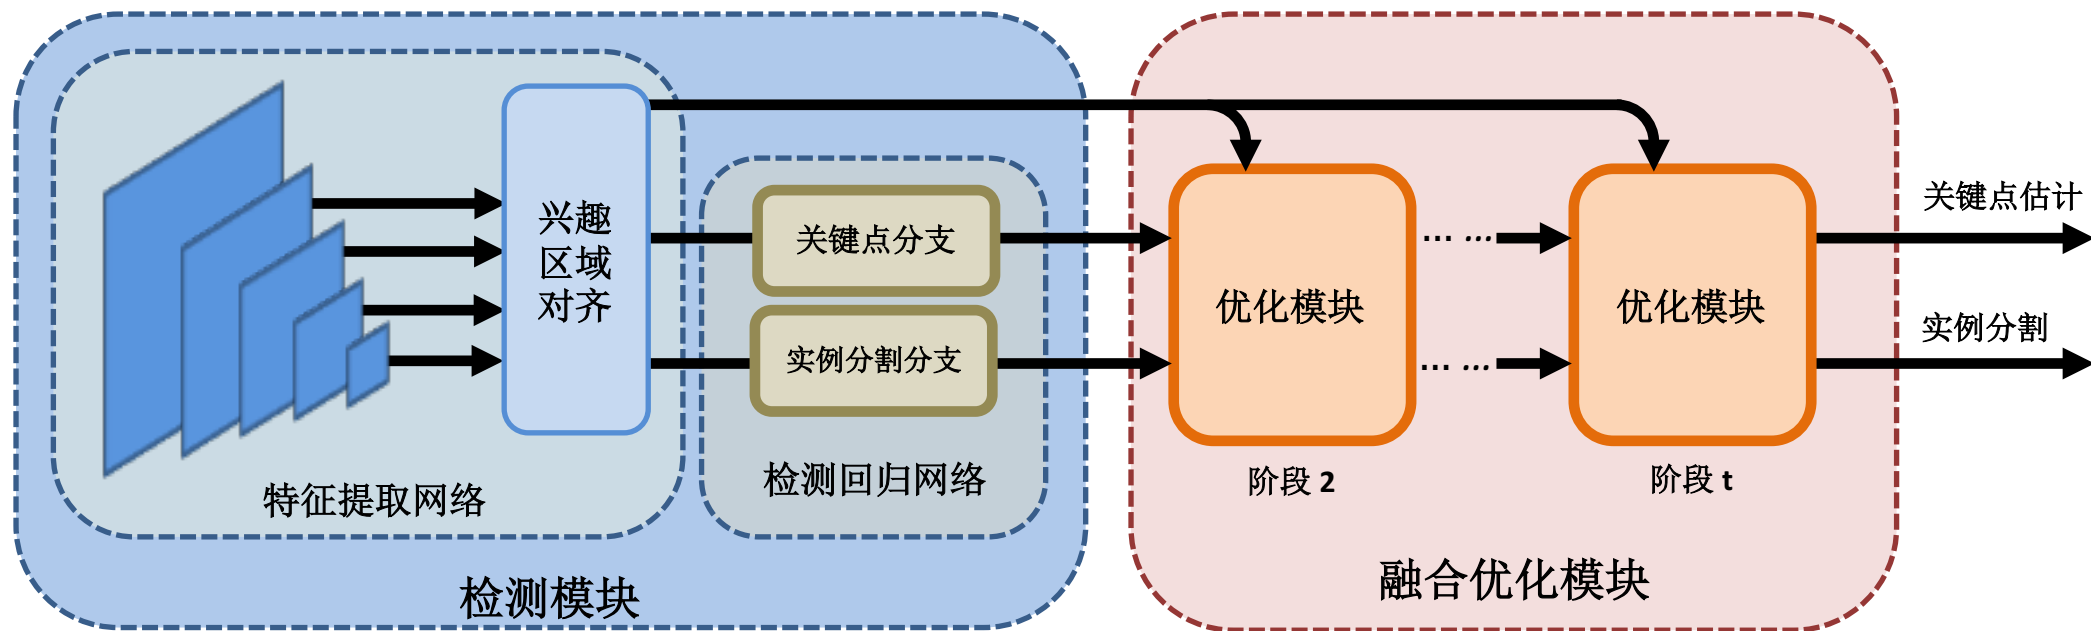 兴趣
区域
对齐
特征提取网络
关键点分支
实例分割分支
检测回归网络
检测模块
... ...
... ...
优化模块
阶段 2
优化模块
阶段 t
融合优化模块
关键点估计
实例分割